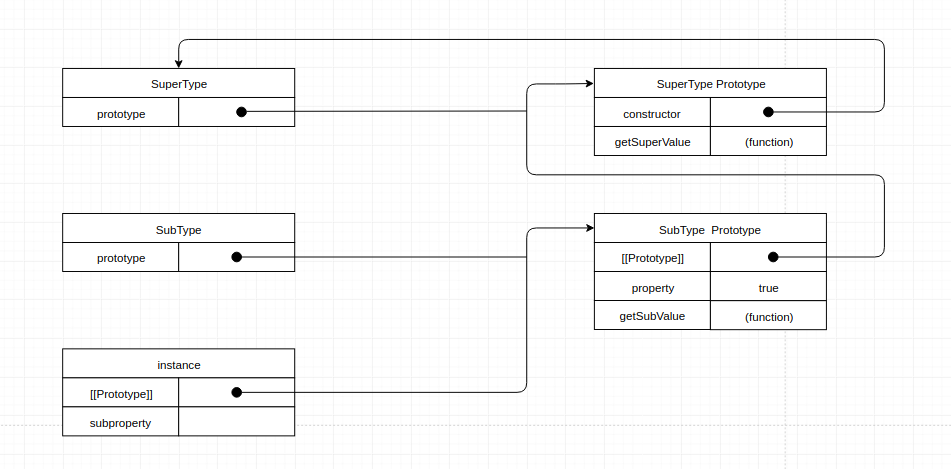 SuperType
prototype
SuperType Prototype
constructor
getSuperValue (function)
SubType
prototype
SubType Prototype
[[Prototype]]
property true
getSubValue (function)
instance
[[Prototype]]
subproperty